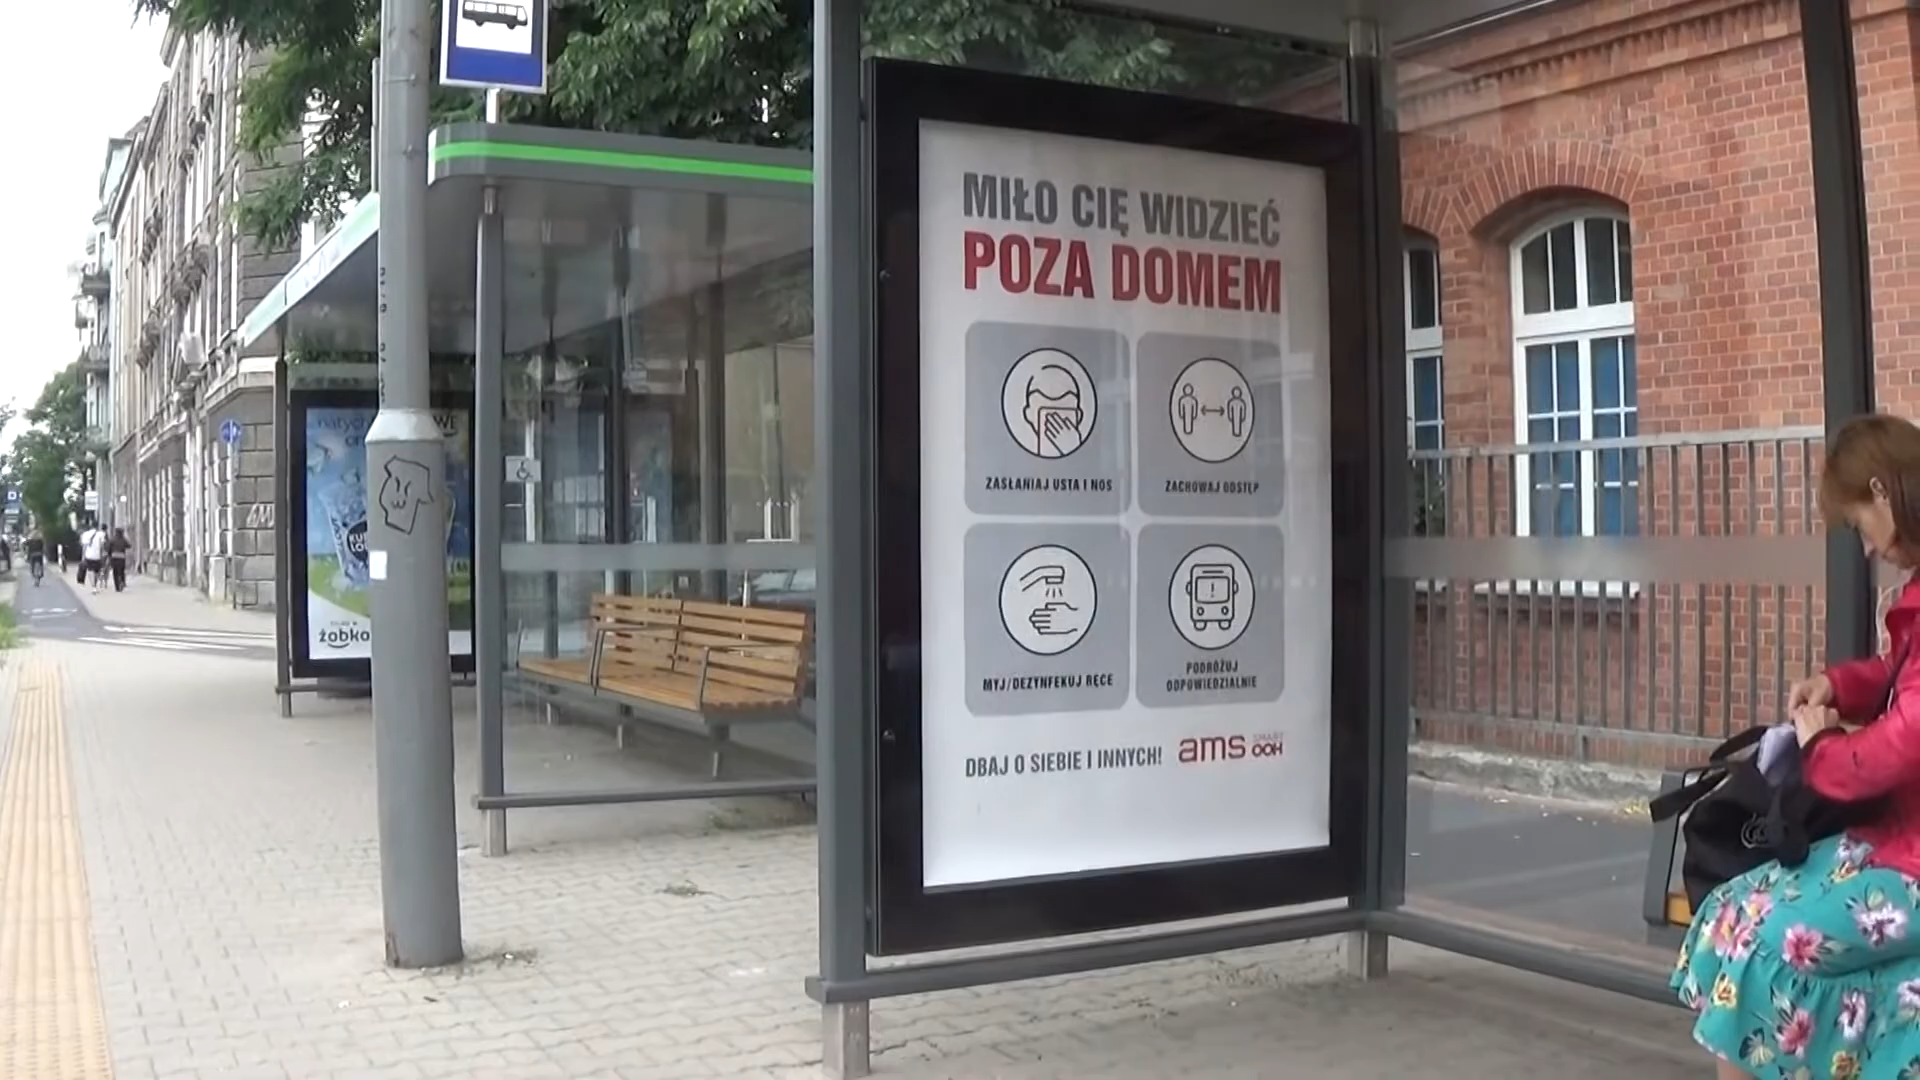 MIŁO CIĘ WIDZIEĆ
POZA DOMEM
ZASŁANIAJ USTA I NOS
ZACHOWAJ ODSTĘP
MYJ/DEZYNFEKUJ RĘCE
PODRÓŻUJ
ODPOWIEDZIALNIE
DBAJ O SIEBIE I INNYCH!
ams SMART OOH
żabka